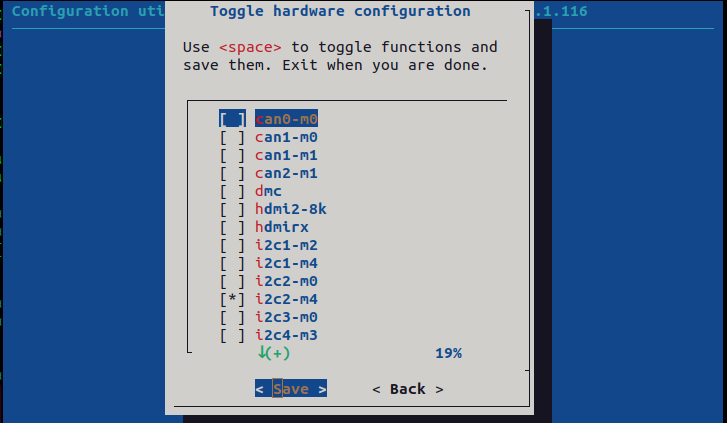 Configuration uti
Toggle hardware configuration
.1.116
Use <space> to toggle functions and
save them. Exit when you are done.
[ ] can0-m0
[ ] can1-m0
[ ] can1-m1
[ ] can2-m1
[ ] dmc
[ ] hdmi2-8k
[ ] hdmirx
[ ] i2c1-m2
[ ] i2c1-m4
[ ] i2c2-m0
[*] i2c2-m4
[ ] i2c3-m0
[ ] i2c4-m3
↓(+) 19%
< Save > < Back >